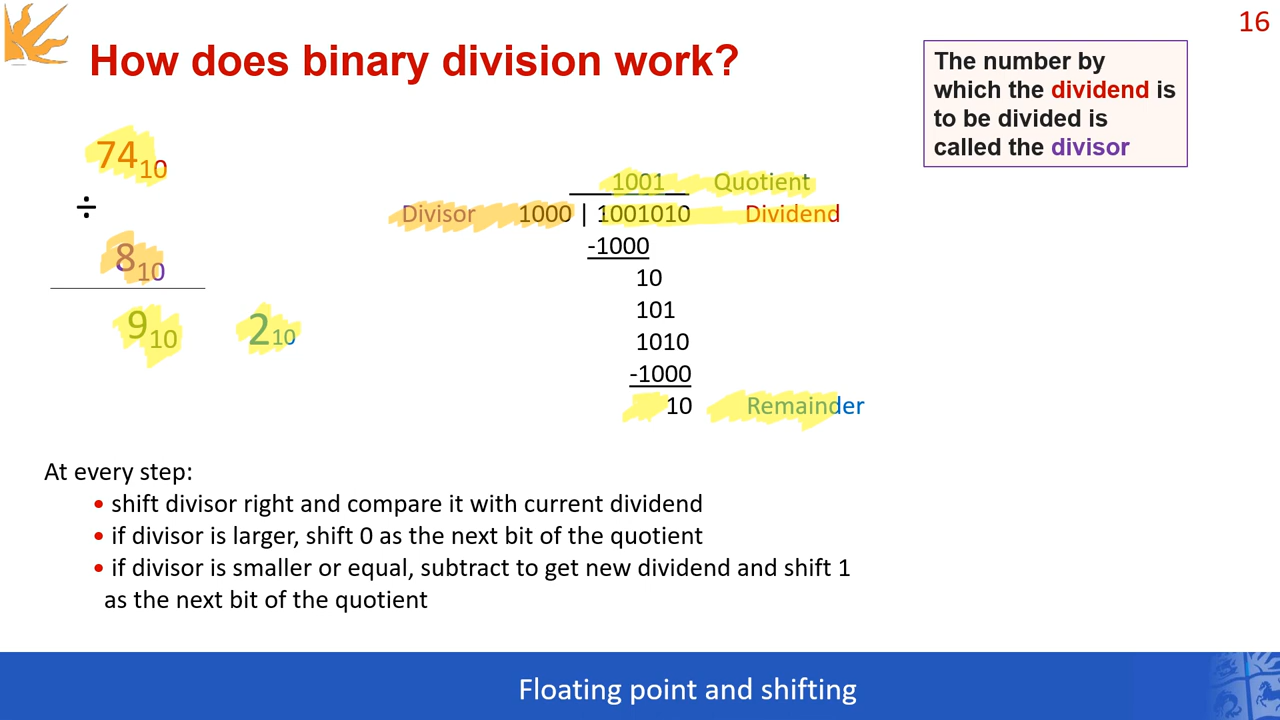 16
How does binary division work?
The number by
which the dividend is
to be divided is
called the divisor
74₁₀
÷
8₁₀
9₁₀ 2₁₀
1001 Quotient
Divisor 1000 | 1001010 Dividend
-1000
10
101
1010
-1000
10 Remainder
At every step:
• shift divisor right and compare it with current dividend
• if divisor is larger, shift 0 as the next bit of the quotient
• if divisor is smaller or equal, subtract to get new dividend and shift 1
as the next bit of the quotient
Floating point and shifting